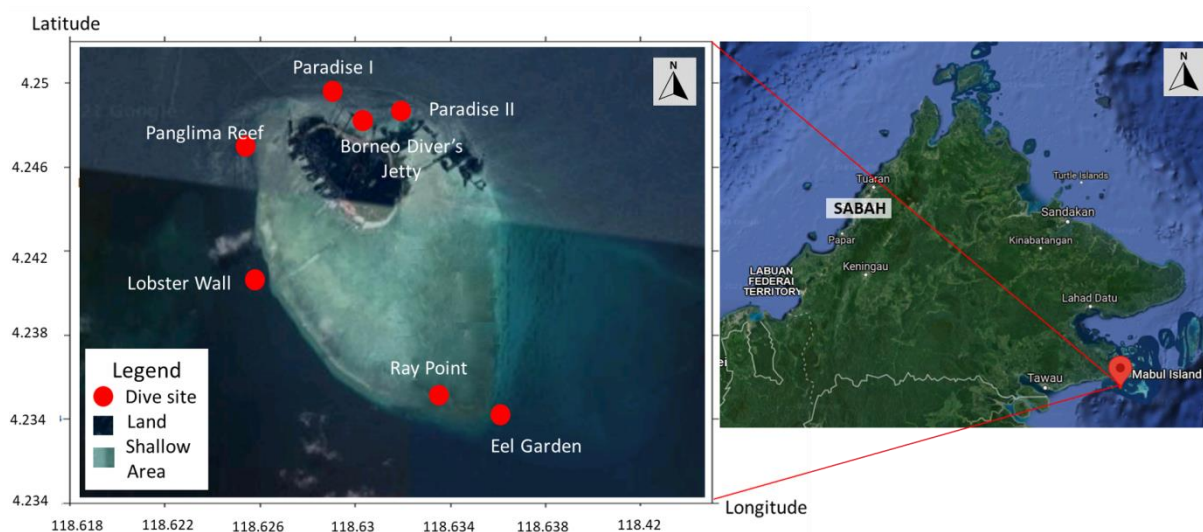 Latitude
4.25
4.246
4.242
4.238
4.234
4.234
Paradise I
Paradise II
Panglima Reef
Borneo Diver's
Jetty
Lobster Wall
Ray Point
Eel Garden
Legend
Dive site
Land
Shallow
Area
N
118.618
118.622
118.626
118.63
118.634
118.638
118.42
Longitude
N
Tuaran
Turtle Islands
SABAH
Sandakan
Papar
Kinabatangan
Keningau
LABUAN
FEDERAL
TERRITORY
Lahad Datu
Mabul Island
Tawau